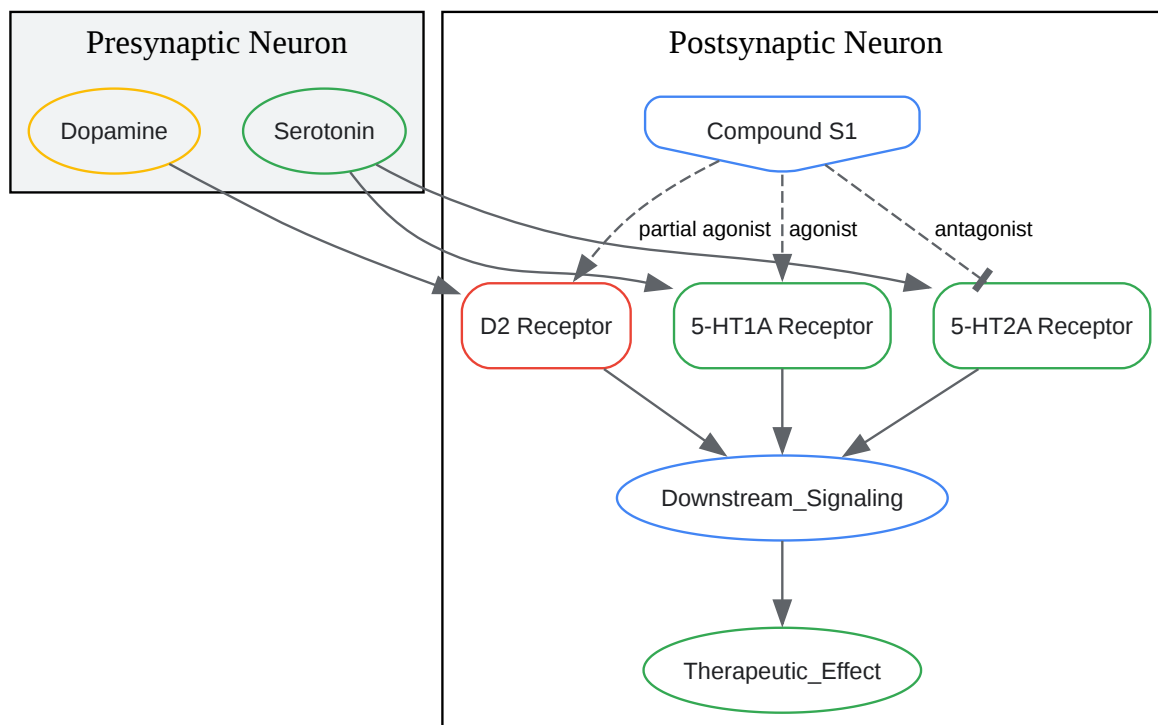 Presynaptic Neuron
Dopamine
Serotonin
Postsynaptic Neuron
Compound S1
partial agonist
agonist
antagonist
D2 Receptor
5-HT1A Receptor
5-HT2A Receptor
Downstream_Signaling
Therapeutic_Effect